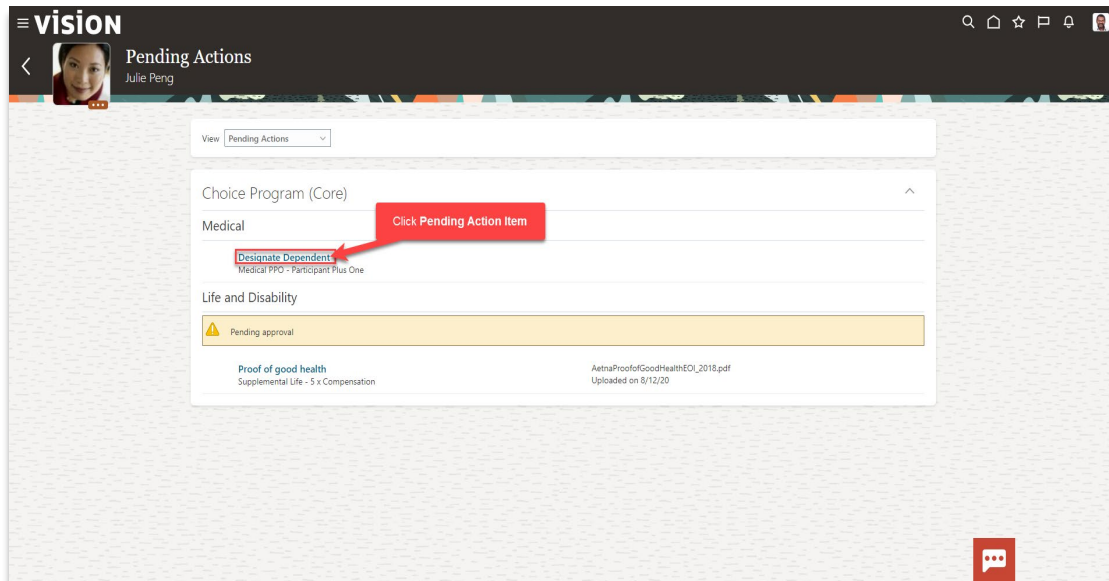 vision
Pending Actions
Julie Peng
View Pending Actions
Choice Program (Core)
Medical
Click Pending Action Item
Designate Dependent
Medical PPO - Participant Plus One
Life and Disability
Pending approval
Proof of good health
Supplemental Life - 5 x Compensation
AetnaProofofGoodHealthEOI_2018.pdf
Uploaded on 8/12/20